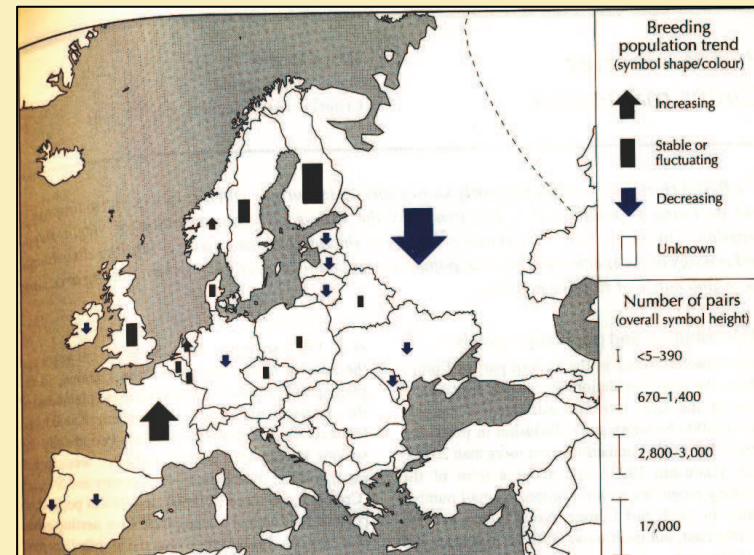 Breeding
population trend
(symbol shape/colour)
Increasing
Stable or
fluctuating
Decreasing
Unknown
Number of pairs
(overall symbol height)
<5–390
670–1,400
2,800–3,000
17,000